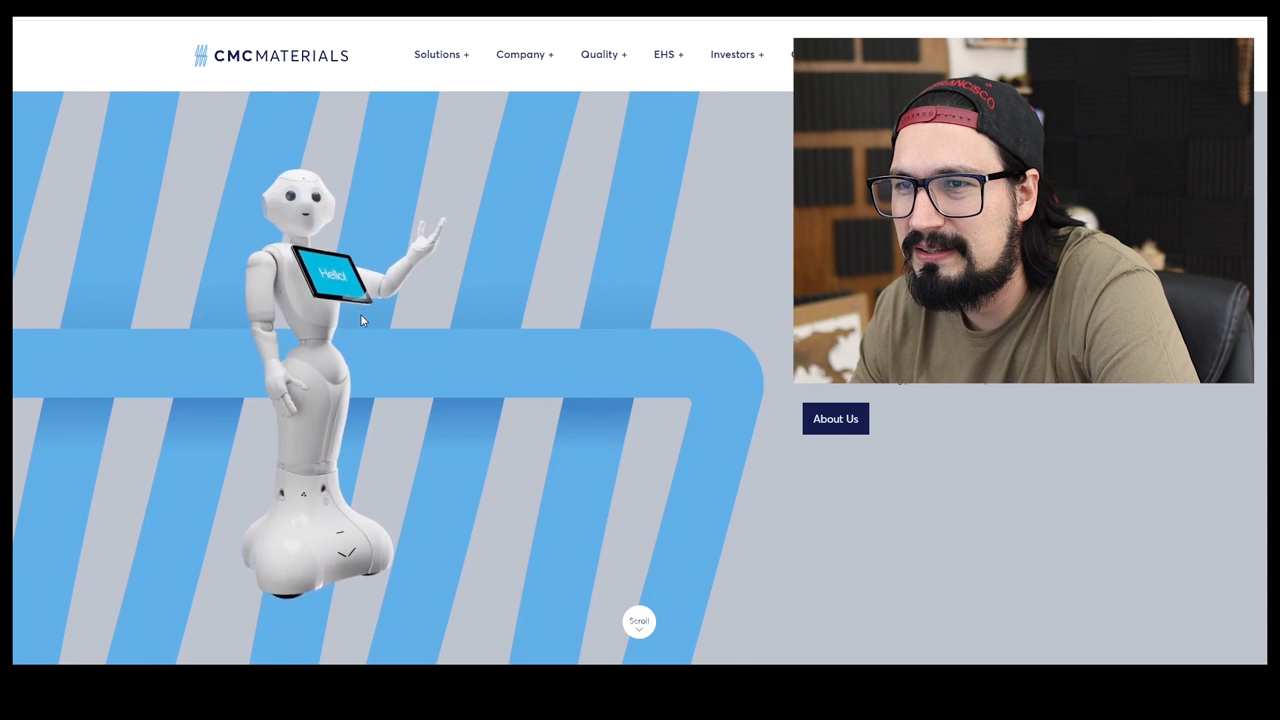 CMCMATERIALS
Solutions +
Company +
Quality +
EHS +
Investors +
Hello!
About Us
Scroll